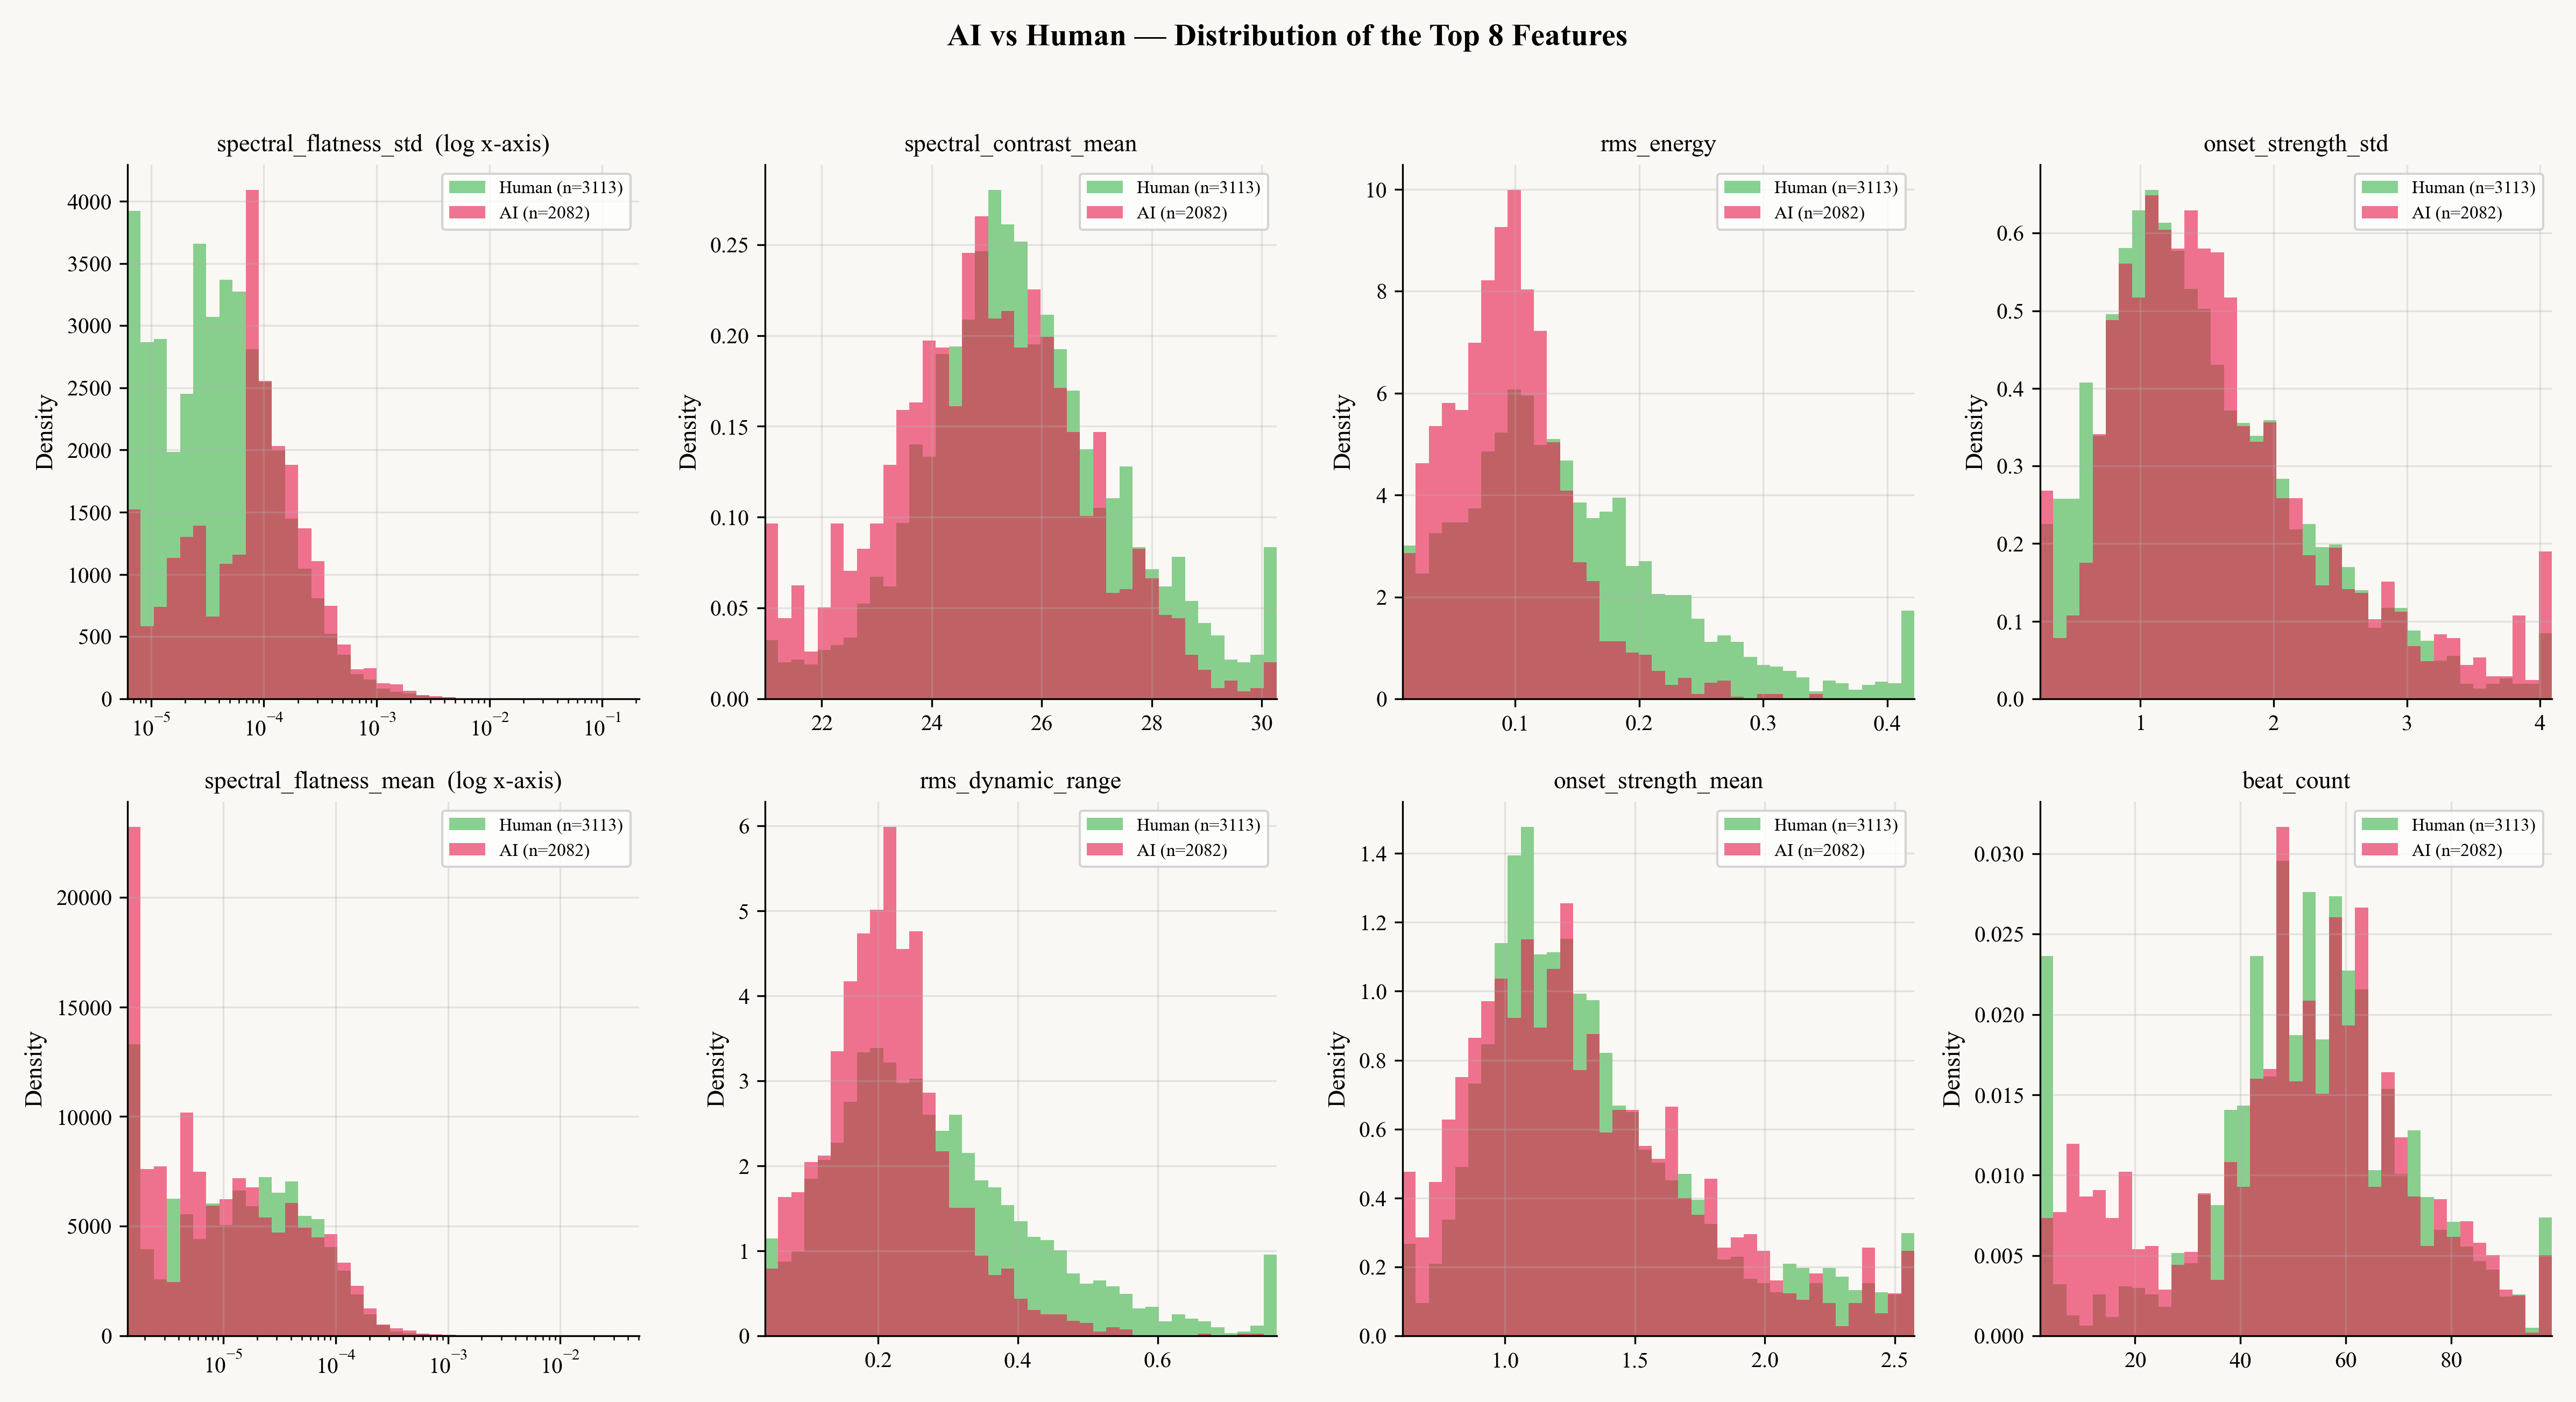 AI vs Human — Distribution of the Top 8 Features
spectral_flatness_std (log x-axis)
Density
4000
3500
3000
2500
2000
1500
1000
500
0
10⁻⁵
10⁻⁴
10⁻³
10⁻²
10⁻¹
Human (n=3113)
AI (n=2082)
spectral_contrast_mean
Density
0.25
0.20
0.15
0.10
0.05
0.00
22
24
26
28
30
Human (n=3113)
AI (n=2082)
rms_energy
Density
10
8
6
4
2
0
0.1
0.2
0.3
0.4
Human (n=3113)
AI (n=2082)
onset_strength_std
Density
0.6
0.5
0.4
0.3
0.2
0.1
0.0
1
2
3
4
Human (n=3113)
AI (n=2082)
spectral_flatness_mean (log x-axis)
Density
20000
15000
10000
5000
0
10⁻⁵
10⁻⁴
10⁻³
10⁻²
Human (n=3113)
AI (n=2082)
rms_dynamic_range
Density
6
5
4
3
2
1
0
0.2
0.4
0.6
Human (n=3113)
AI (n=2082)
onset_strength_mean
Density
1.4
1.2
1.0
0.8
0.6
0.4
0.2
0.0
1.0
1.5
2.0
2.5
Human (n=3113)
AI (n=2082)
beat_count
Density
0.030
0.025
0.020
0.015
0.010
0.005
0.000
20
40
60
80
Human (n=3113)
AI (n=2082)